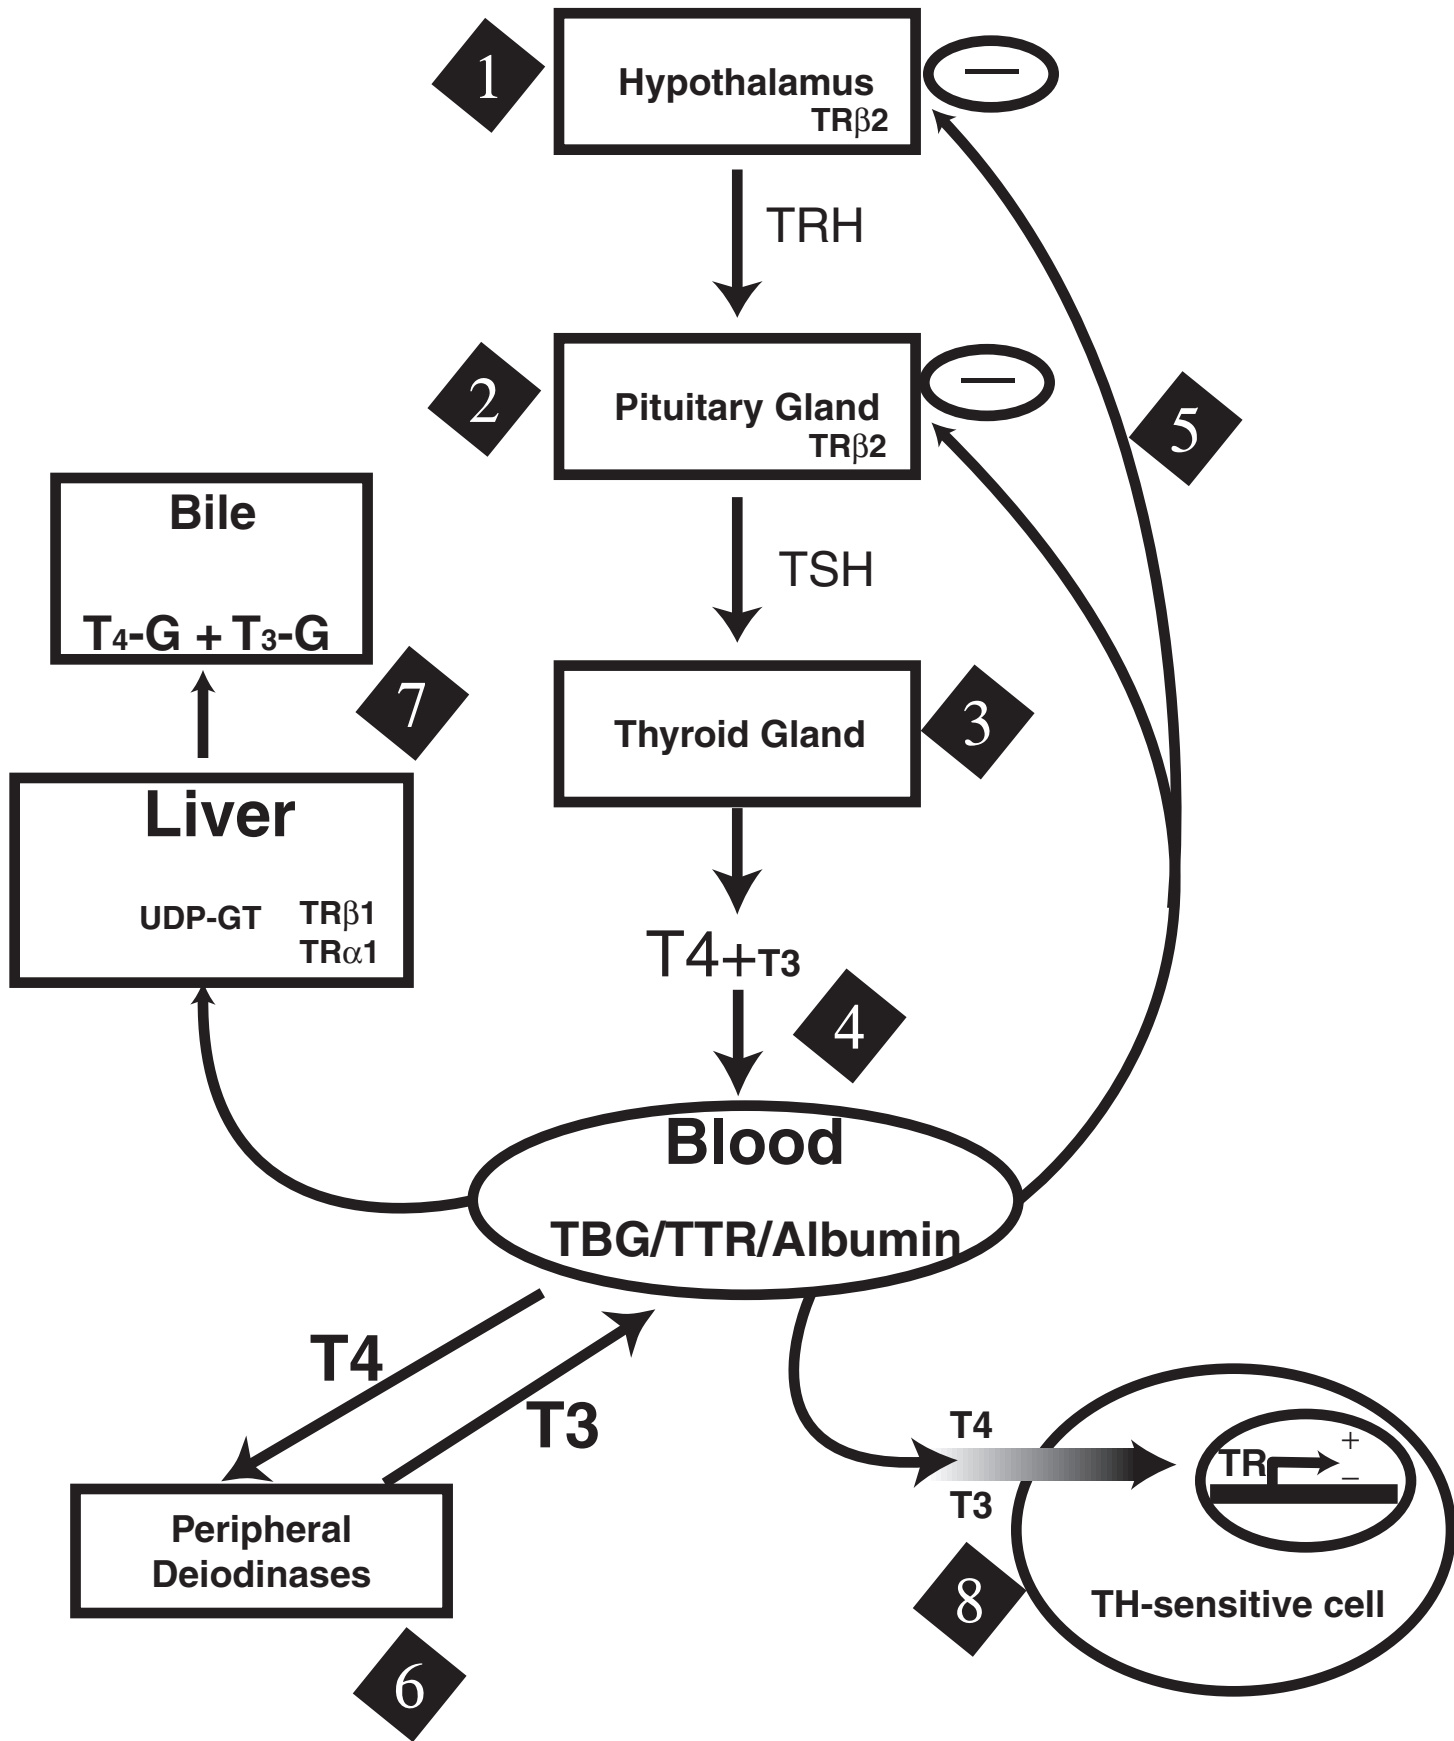 1
Hypothalamus
TRβ2
—
TRH
2
Pituitary Gland
TRβ2
—
5
TSH
Bile
T4-G + T3-G
7
Thyroid Gland
3
Liver
UDP-GT
TRβ1
TRα1
T4+T3
4
Blood
TBG/TTR/Albumin
T4
T3
Peripheral
Deiodinases
6
T4
T3
TR
+
−
8
TH-sensitive cell